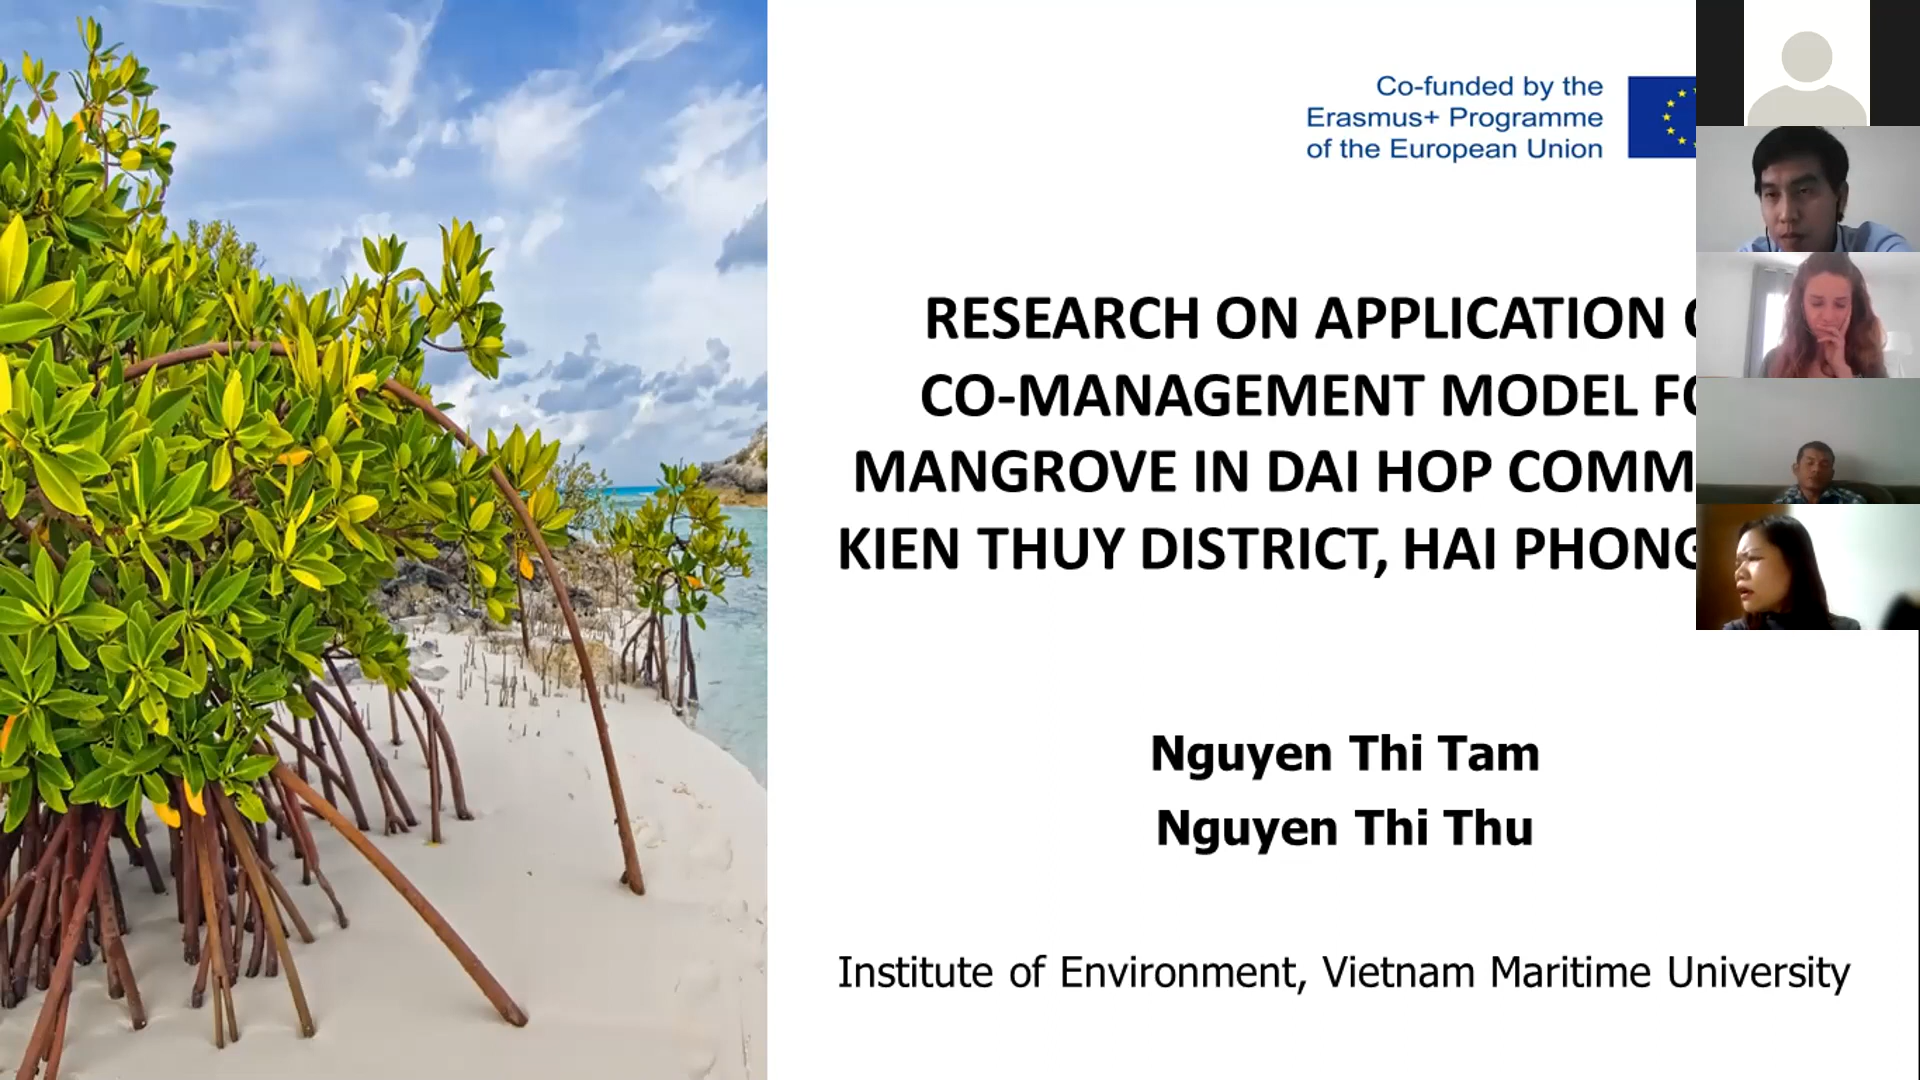 Co-funded by the
Erasmus+ Programme
of the European Union
RESEARCH ON APPLICATION
CO-MANAGEMENT MODEL
MANGROVE IN DAI HOP
KIEN THUY DISTRICT, HAI PHONG
Nguyen Thi Tam
Nguyen Thi Thu
Institute of Environment, Vietnam Maritime University